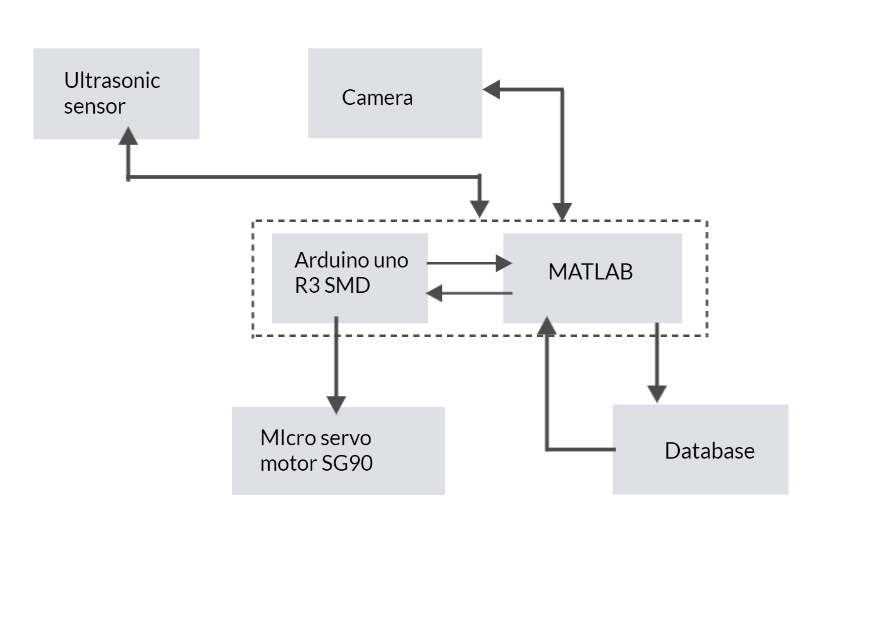 Ultrasonic
sensor
Camera
Arduino uno
R3 SMD
MATLAB
MIcro servo
motor SG90
Database